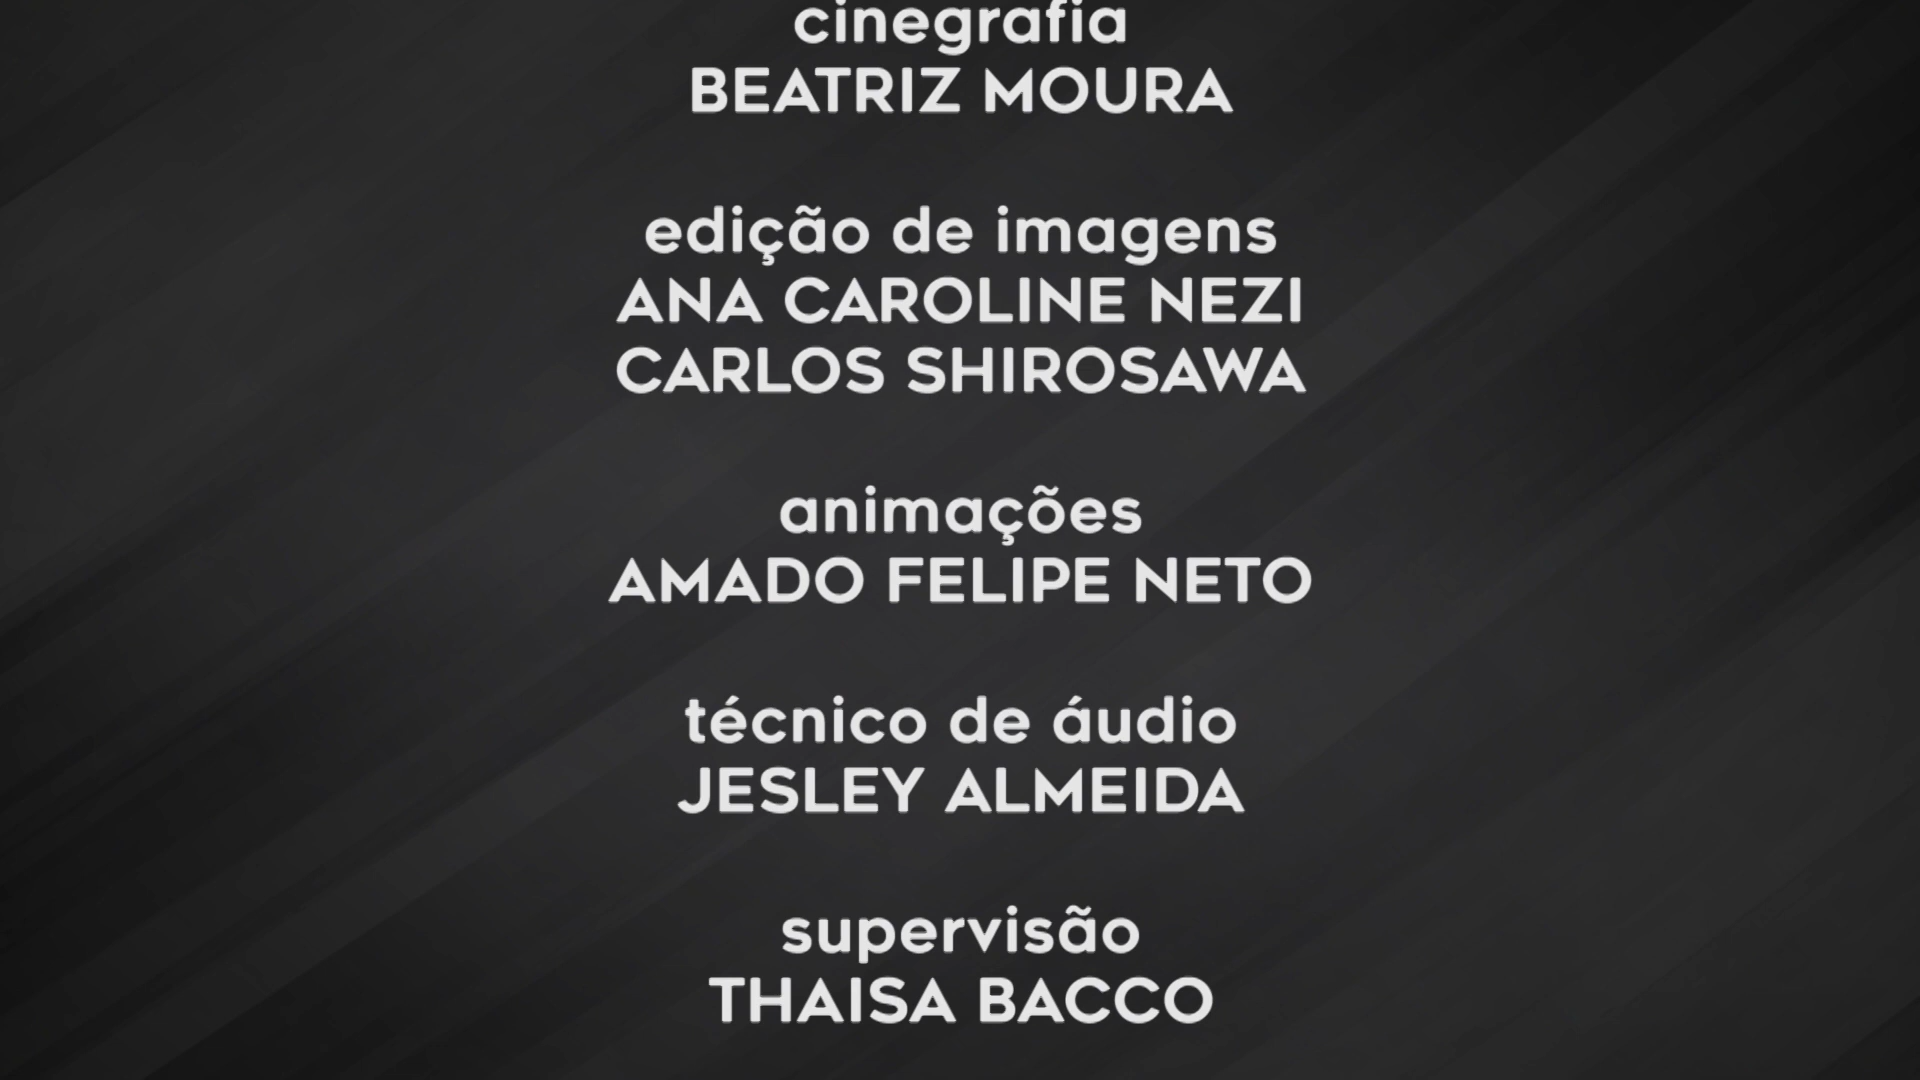 cinegrafia
BEATRIZ MOURA
edição de imagens
ANA CAROLINE NEZI
CARLOS SHIROSAWA
animações
AMADO FELIPE NETO
técnico de áudio
JESLEY ALMEIDA
supervisão
THAISA BACCO